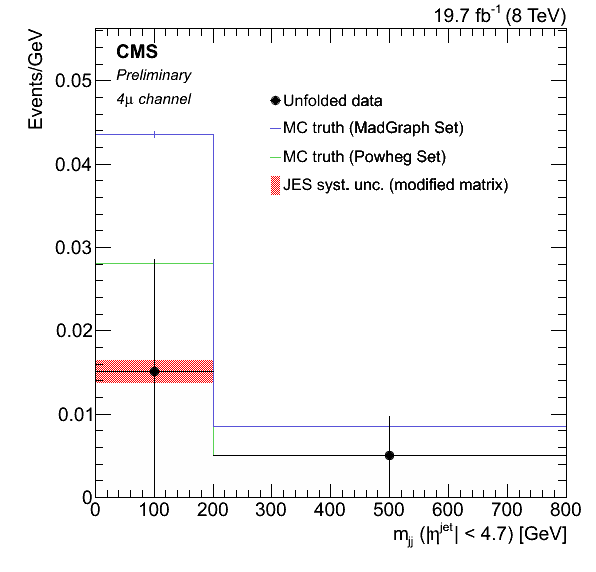 19.7 fb⁻¹ (8 TeV)
Events/GeV
CMS
Preliminary
4μ channel
Unfolded data
MC truth (MadGraph Set)
MC truth (Powheg Set)
JES syst. unc. (modified matrix)
0.05
0.04
0.03
0.02
0.01
0
0 100 200 300 400 500 600 700 800
m_jj (|η^jet| < 4.7) [GeV]